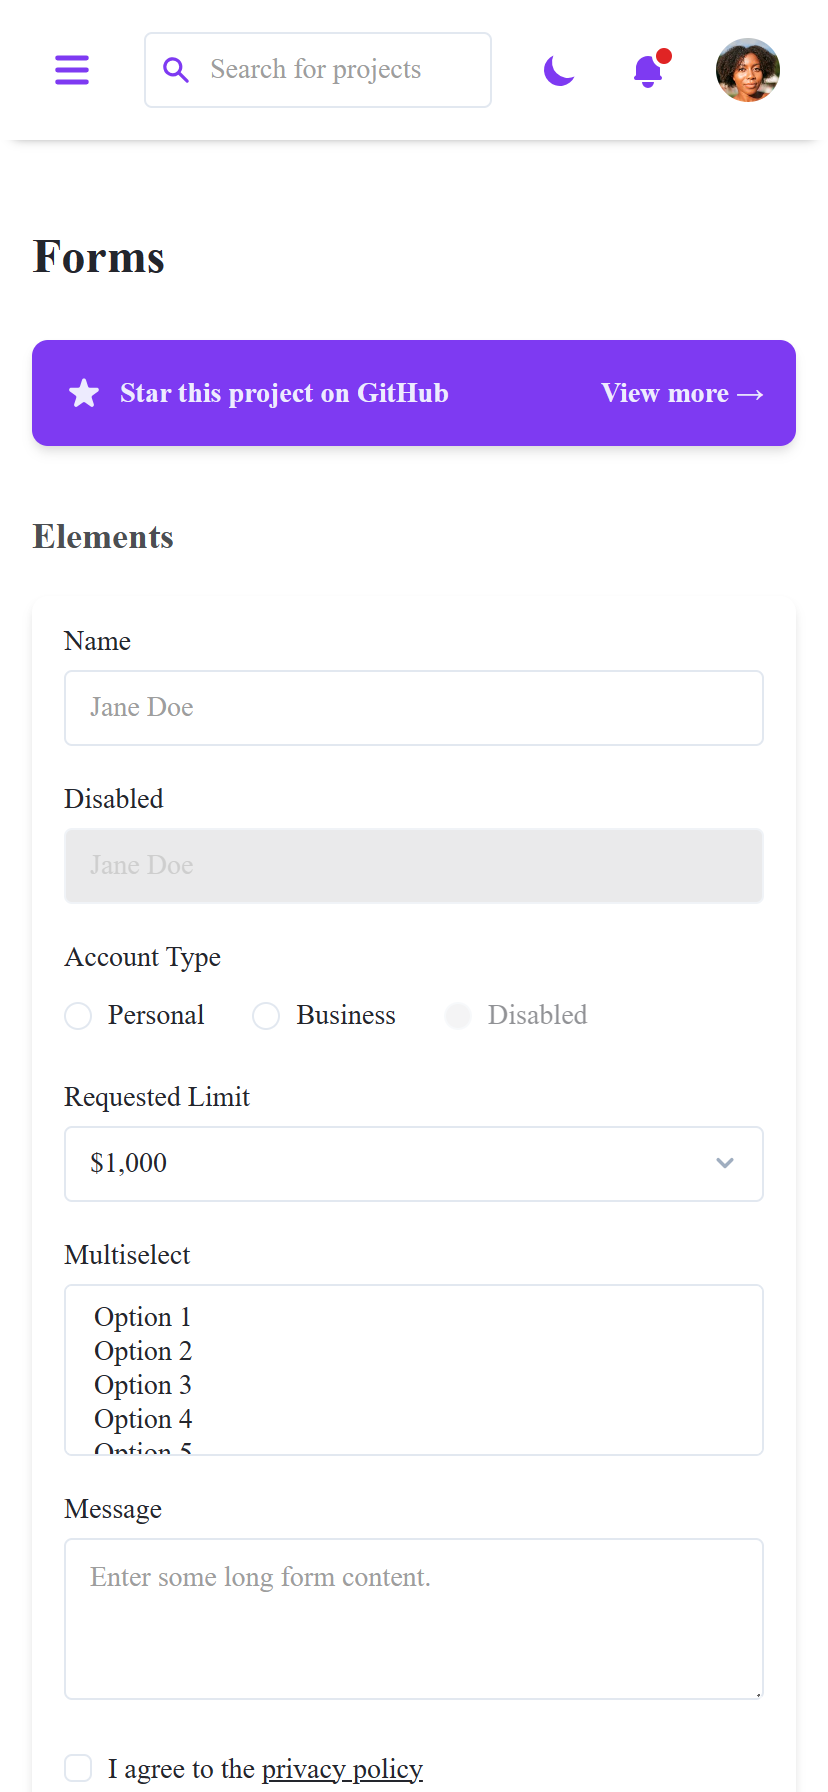 Search for projects
Forms
Star this project on GitHub View more →
Elements
Name
Jane Doe
Disabled
Jane Doe
Account Type
Personal Business Disabled
Requested Limit
$1,000
Multiselect
Option 1
Option 2
Option 3
Option 4
Option 5
Message
Enter some long form content.
I agree to the privacy policy